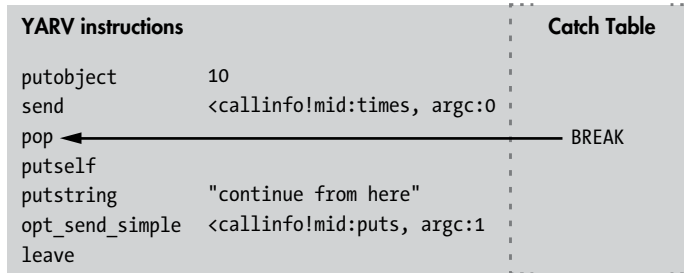 YARV instructions Catch Table
putobject 10
send <callinfo!mid:times, argc:0
pop BREAK
putself
putstring "continue from here"
opt_send_simple <callinfo!mid:puts, argc:1
leave